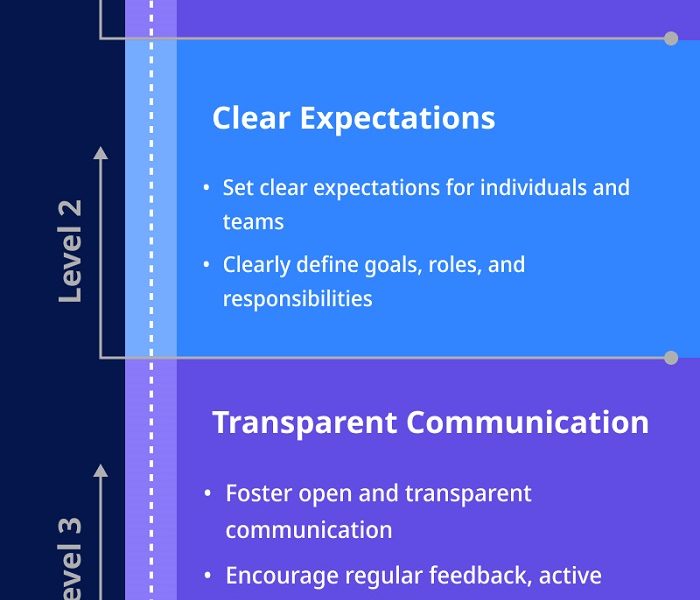 Clear Expectations
• Set clear expectations for individuals and
teams
• Clearly define goals, roles, and
responsibilities
Level 2
Transparent Communication
• Foster open and transparent
communication
• Encourage regular feedback, active
evel 3